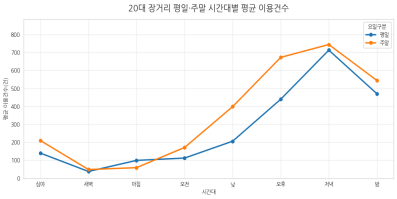 20대 장거리 평일·주말 시간대별 평균 이용건수
요일구분
평일
주말
평균 이용건수(건)
800
700
600
500
400
300
200
100
0
심야 새벽 아침 오전 낮 오후 저녁 밤
시간대